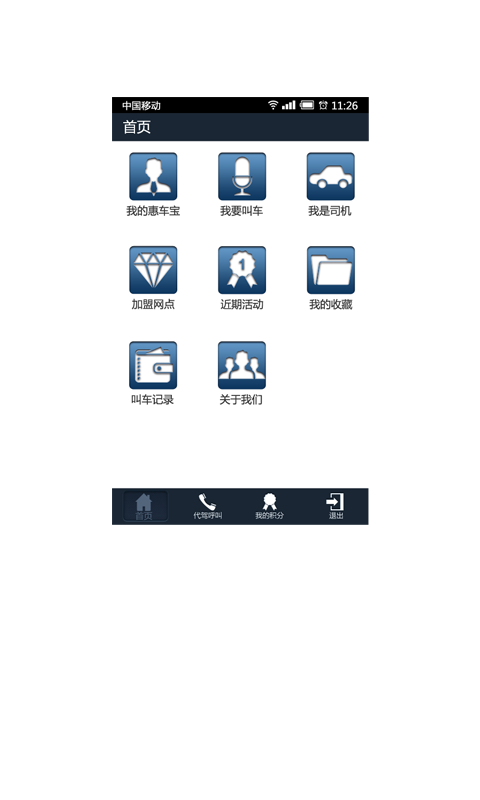 中国移动 11:26
首页
我的惠车宝 我要叫车 我是司机
1
加盟网点 近期活动 我的收藏
叫车记录 关于我们
首页 代驾呼叫 我的积分 退出